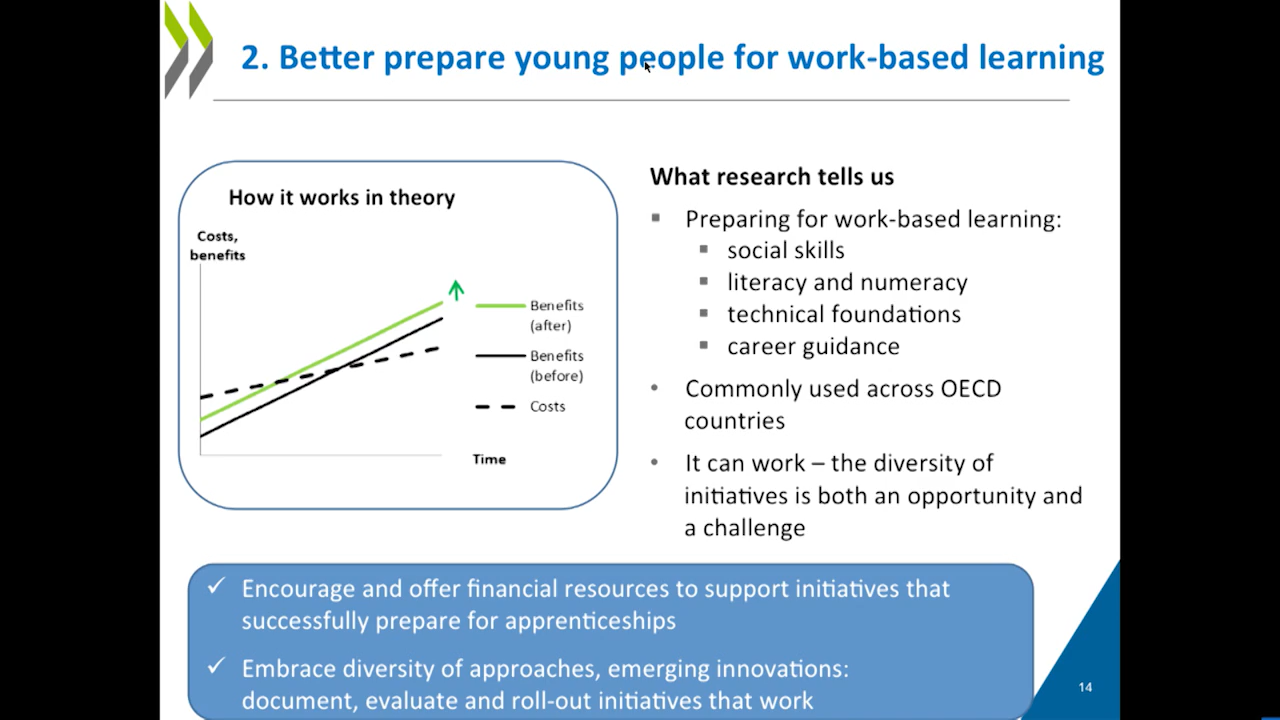 2. Better prepare young people for work-based learning
How it works in theory
Costs,
benefits
Benefits
(after)
Benefits
(before)
Costs
Time
What research tells us
Preparing for work-based learning:
social skills
literacy and numeracy
technical foundations
career guidance
Commonly used across OECD
countries
It can work – the diversity of
initiatives is both an opportunity and
a challenge
✓ Encourage and offer financial resources to support initiatives that
successfully prepare for apprenticeships
✓ Embrace diversity of approaches, emerging innovations:
document, evaluate and roll-out initiatives that work
14